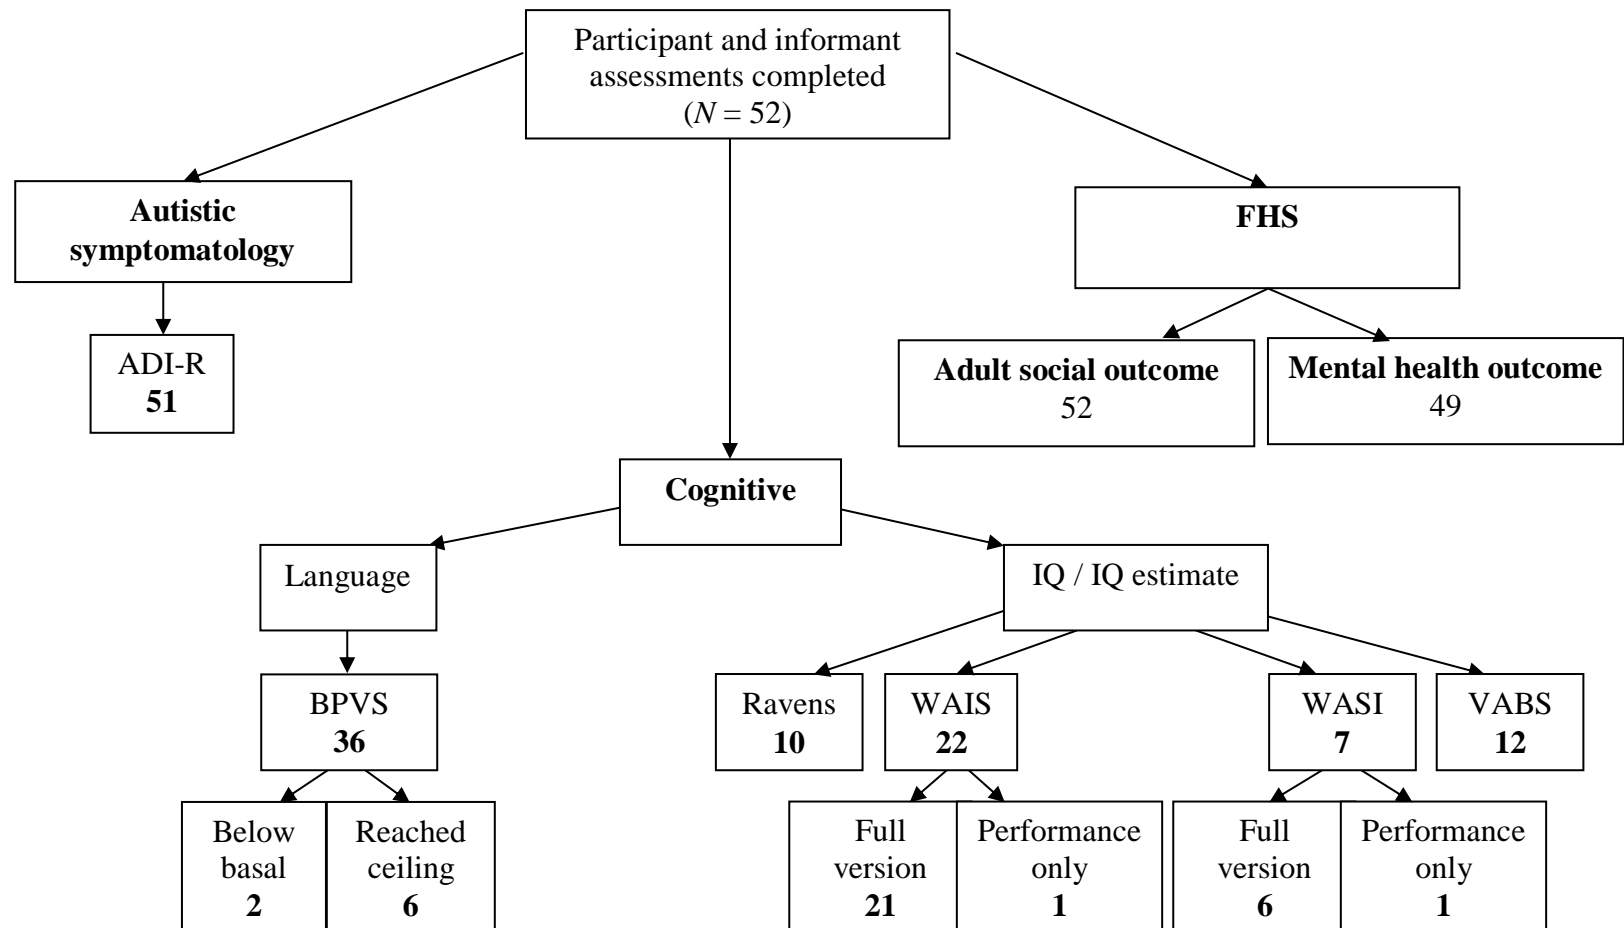 Participant and informant
assessments completed
(N = 52)
Autistic
symptomatology
FHS
ADI-R
51
Adult social outcome
52
Mental health outcome
49
Cognitive
Language
IQ / IQ estimate
BPVS
36
Ravens
10
WAIS
22
WASI
7
VABS
12
Below
basal
2
Reached
ceiling
6
Full
version
21
Performance
only
1
Full
version
6
Performance
only
1